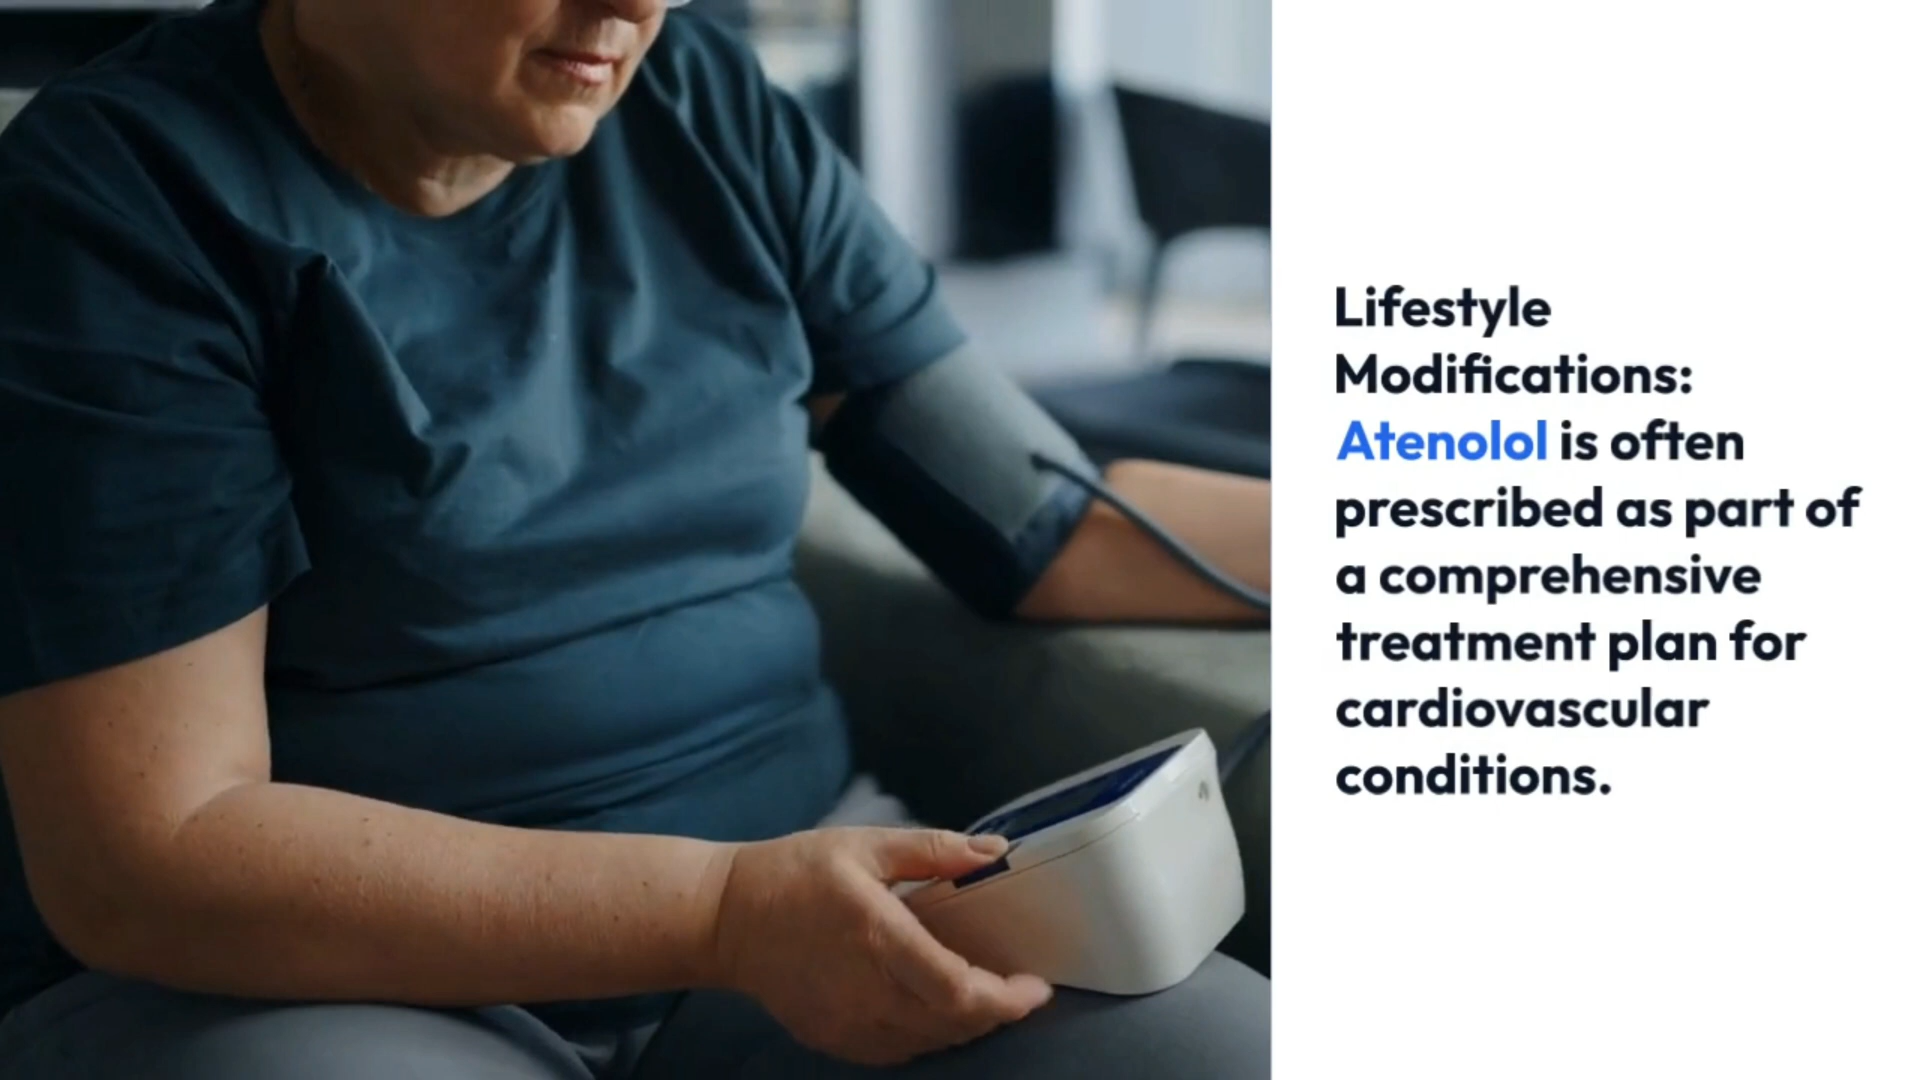 Lifestyle
Modifications:
Atenolol is often
prescribed as part of
a comprehensive
treatment plan for
cardiovascular
conditions.